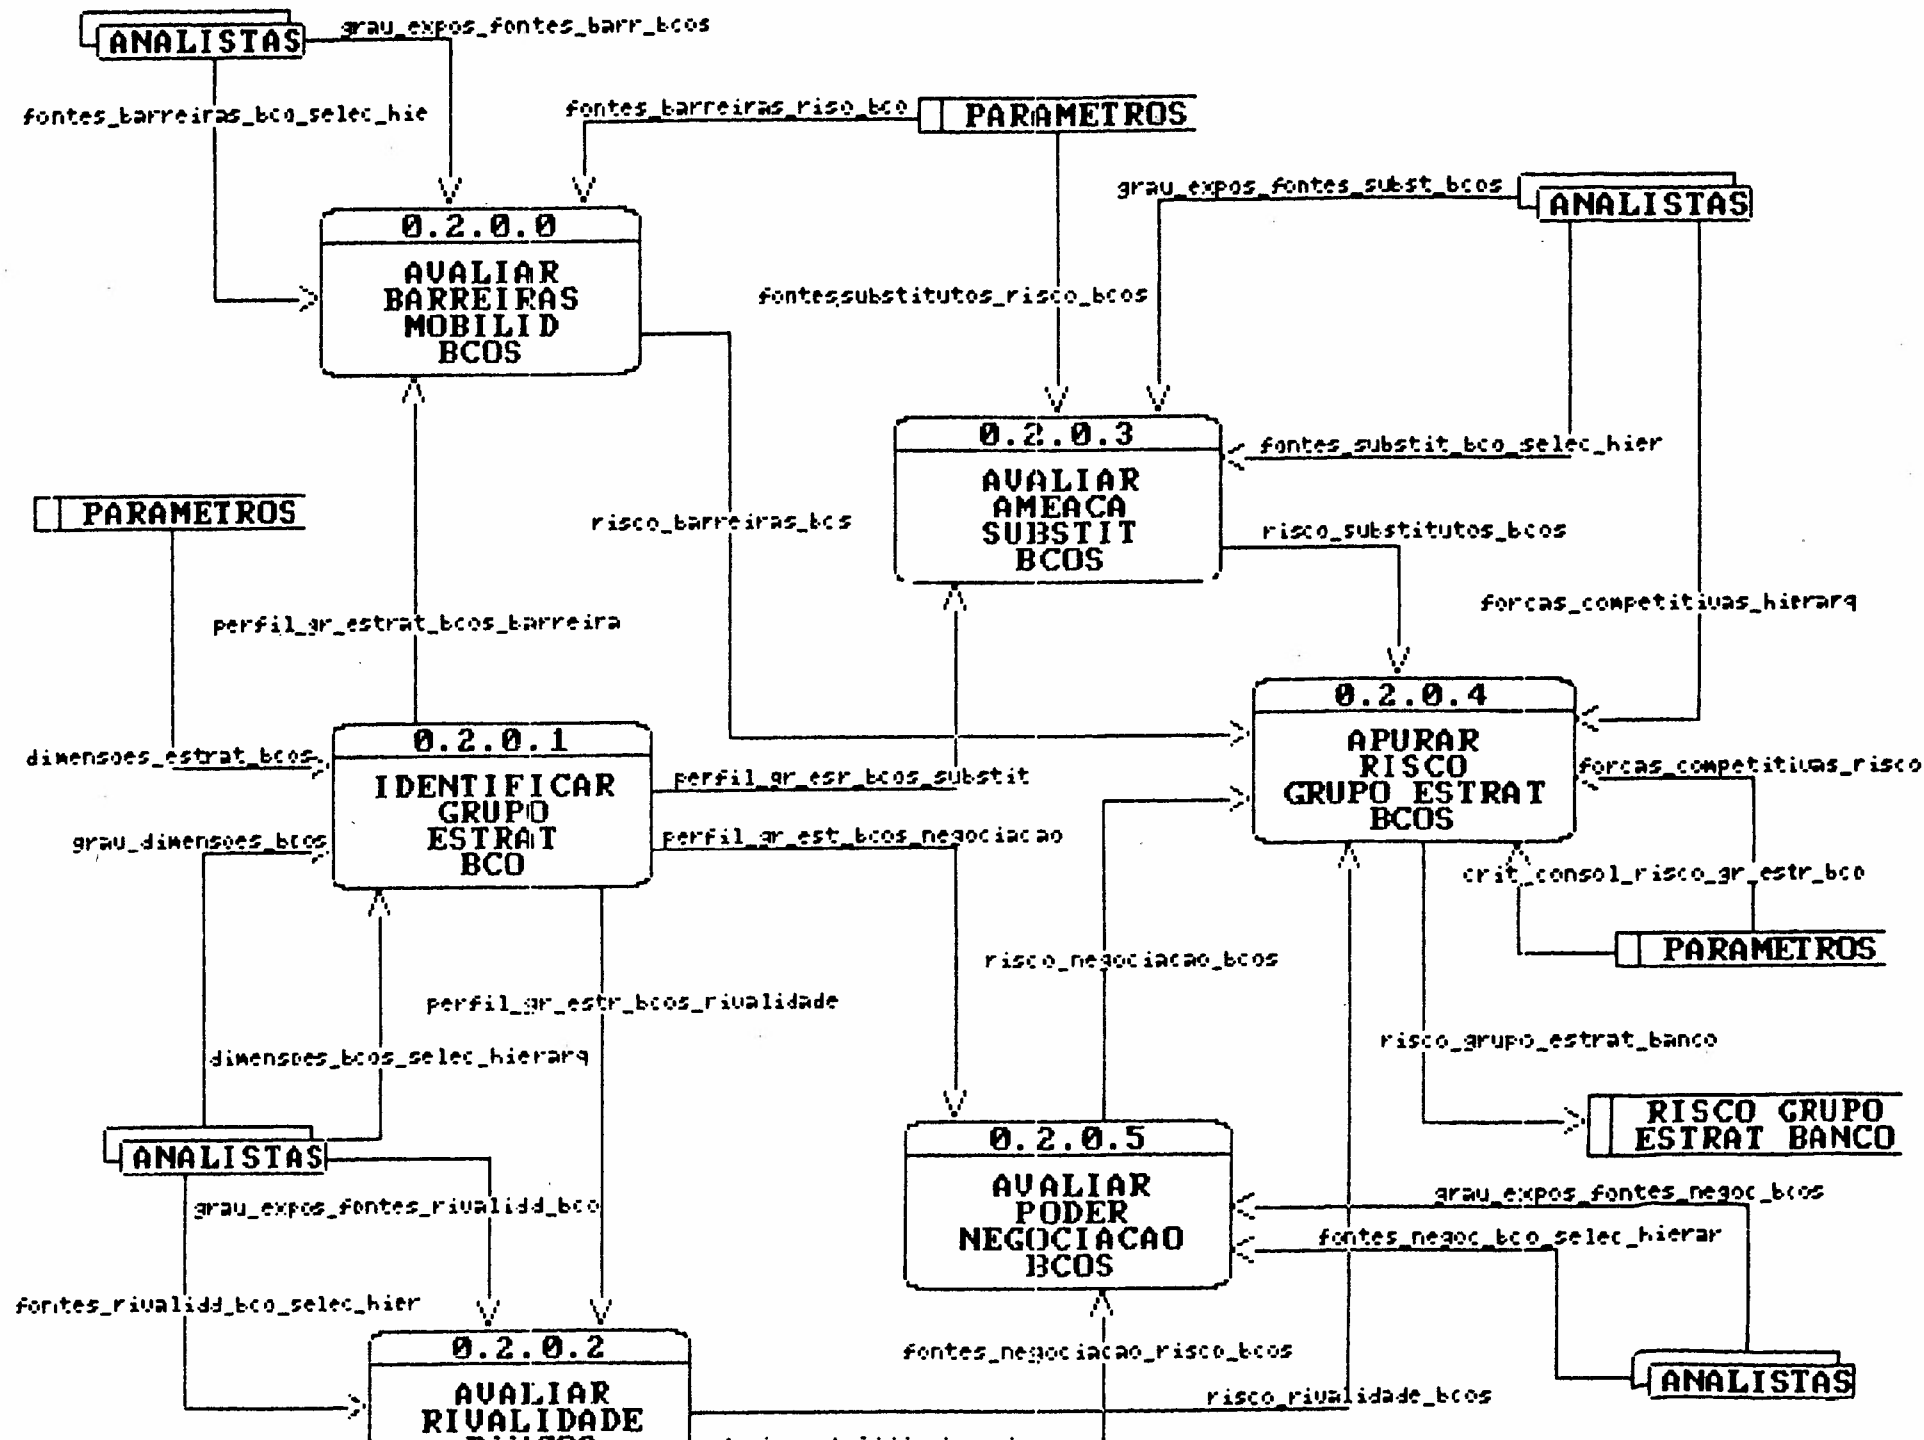 grau_expos_fontes_barr_bcos
ANALISTAS
fontes_barreiras_bco_selec_hie
fontes_barreiras_riso_bco
PARAMETROS
grau_expos_fontes_subst_bcos
ANALISTAS
0.2.0.0
AVALIAR
BARREIRAS
MOBILID
BCOS
fontessubstitutos_risco_bcos
0.2.0.3
AVALIAR
AMEACA
SUBSTIT
BCOS
fontes_substit_bco_selec_hier
PARAMETROS
risco_barreiras_bcs
risco_substitutos_bcos
forcas_competitivas_hierarq
perfil_gr_estrat_bcos_barreira
0.2.0.4
APURAR
RISCO
GRUPO ESTRAT
BCOS
0.2.0.1
IDENTIFICAR
GRUPO
ESTRAT
BCO
dimensoes_estrat_bcos
perfil_gr_esr_bcos_substit
forcas_competitivas_risco
grau_dimensoes_bcos
perfil_gr_est_bcos_negociacao
crit_consol_risco_gr_estr_bco
PARAMETROS
risco_negociacao_bcos
perfil_gr_estr_bcos_rivalidade
risco_grupo_estrat_banco
dimensoes_bcos_selec_hierarq
RISCO GRUPO
ESTRAT BANCO
ANALISTAS
0.2.0.5
AVALIAR
PODER
NEGOCIACAO
BCOS
grau_expos_fontes_negoc_bcos
grau_expos_fontes_rivalidd_bco
fontes_negoc_bco_selec_hierar
fontes_rivalidd_bco_selec_hier
0.2.0.2
AVALIAR
RIVALIDADE
fontes_negociacao_risco_bcos
ANALISTAS
risco_rivalidade_bcos